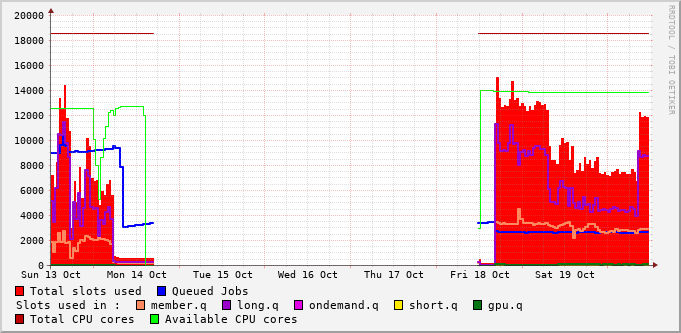 RRDTOOL / TOBI OETIKER
20000
18000
16000
14000
12000
10000
8000
6000
4000
2000
0
Sun 13 Oct Mon 14 Oct Tue 15 Oct Wed 16 Oct Thu 17 Oct Fri 18 Oct Sat 19 Oct
Total slots used Queued Jobs
Slots used in : member.q long.q ondemand.q short.q gpu.q
Total CPU cores Available CPU cores